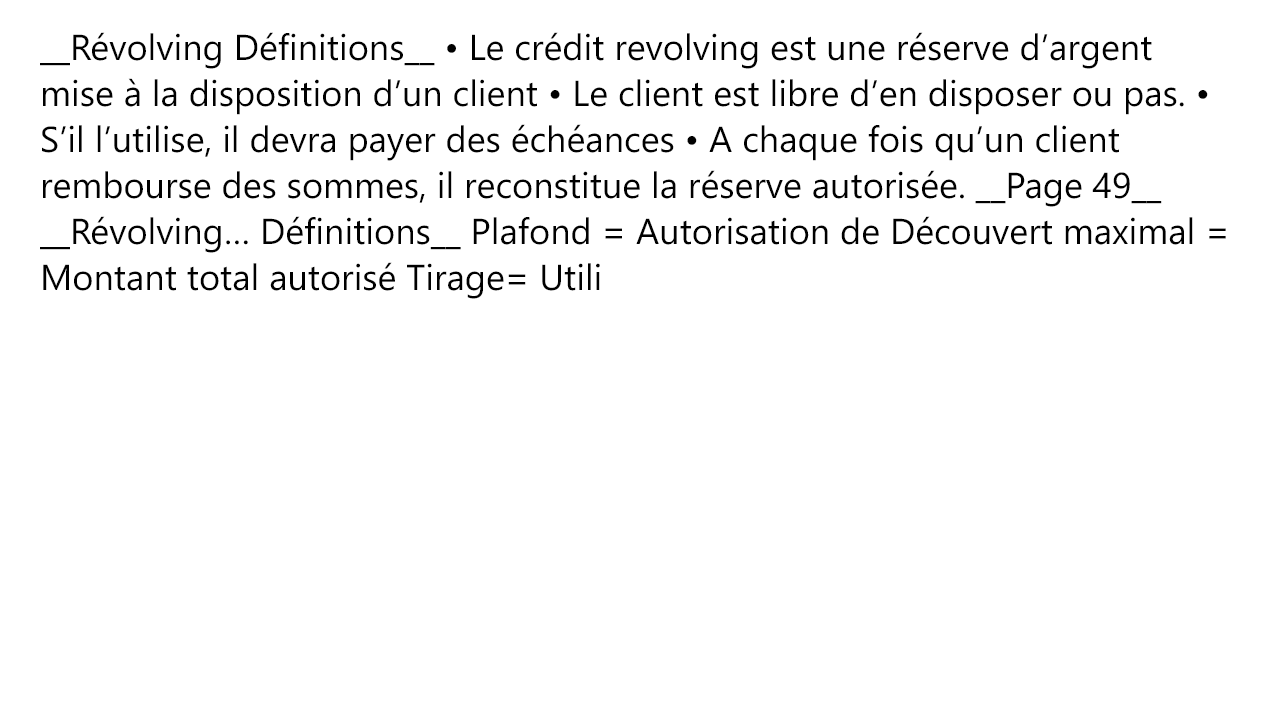 __Révolving Définitions__ • Le crédit revolving est une réserve d’argent
mise à la disposition d’un client • Le client est libre d’en disposer ou pas. •
S’il l’utilise, il devra payer des échéances • A chaque fois qu’un client
rembourse des sommes, il reconstitue la réserve autorisée. __Page 49__
__Révolving… Définitions__ Plafond = Autorisation de Découvert maximal =
Montant total autorisé Tirage= Utili